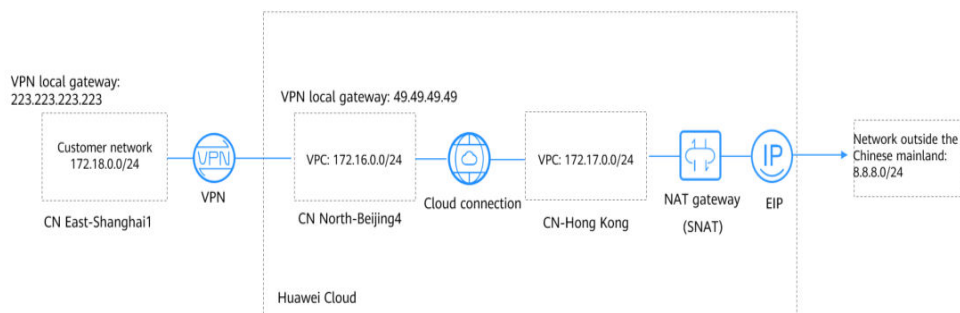 VPN local gateway:
223.223.223.223
Customer network
172.18.0.0/24
CN East-Shanghai1
VPN
VPN
VPN local gateway: 49.49.49.49
VPC: 172.16.0.0/24
CN North-Beijing4
Cloud connection
VPC: 172.17.0.0/24
CN-Hong Kong
NAT gateway
(SNAT)
IP
EIP
Network outside the
Chinese mainland:
8.8.8.0/24
Huawei Cloud